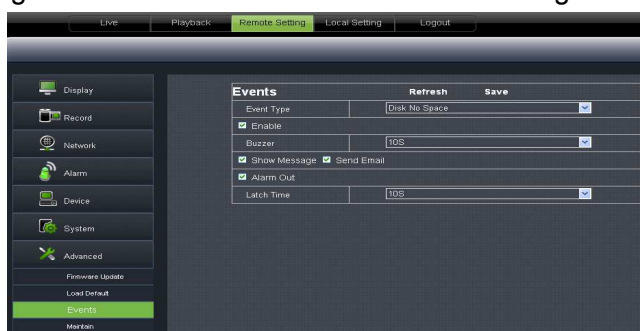 Live Playback Remote Setting Local Setting Logout
Display
Record
Network
Alarm
Device
System
Advanced
Firmware Update
Load Default
Events
Maintain
Events Refresh Save
Event Type Disk No Space
Enable
Buzzer 10S
Show Message Send Email
Alarm Out
Latch Time 10S